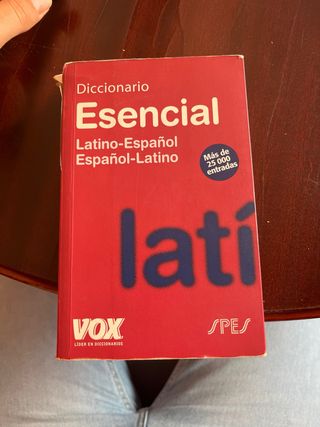 Diccionario
Esencial
Latino-Español
Español-Latino
Más de
25 000
entradas
latí
VOX
LÍDER EN DICCIONARIOS
SPES